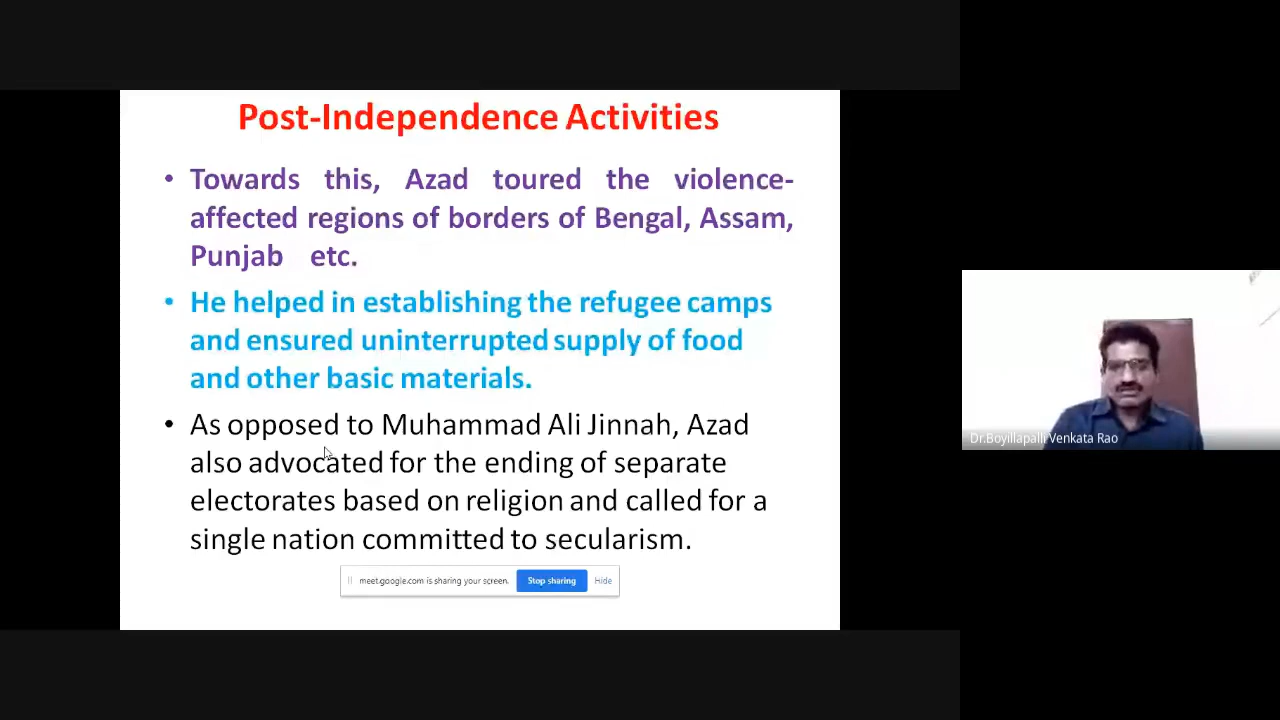 Post-Independence Activities
• Towards this, Azad toured the violence-
affected regions of borders of Bengal, Assam,
Punjab etc.
• He helped in establishing the refugee camps
and ensured uninterrupted supply of food
and other basic materials.
• As opposed to Muhammad Ali Jinnah, Azad
also advocated for the ending of separate
electorates based on religion and called for a
single nation committed to secularism.
meet.google.com is sharing your screen. Stop sharing Hide
Dr.Boyillapalli Venkata Rao